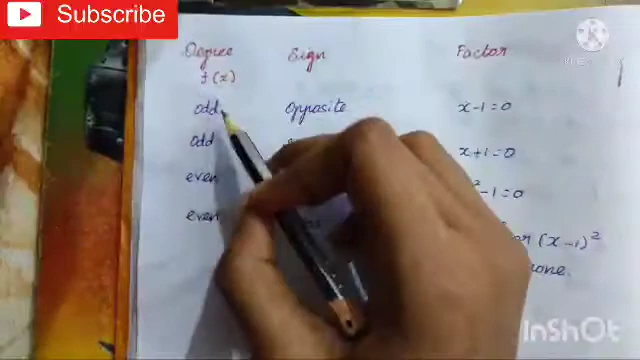 Subscribe
Degree Sign Factor
f(x)
odd opposite x-1=0
odd x+1=0
even -1=0
even or (x-1)²
none.
InShOt